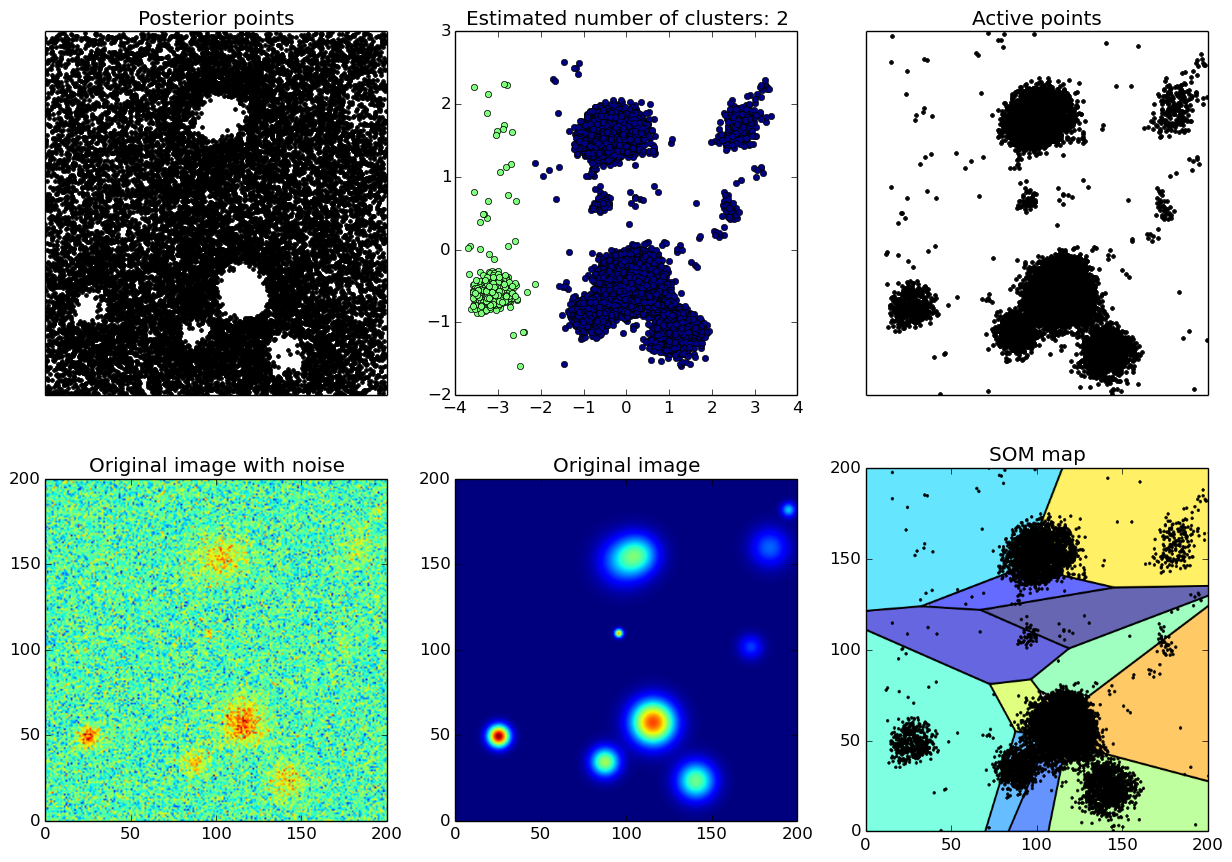 Posterior points
Estimated number of clusters: 2
Active points
3
2
1
0
−1
−2
−4 −3 −2 −1 0 1 2 3 4
Original image with noise
Original image
SOM map
200
150
100
50
0
0 50 100 150 200
200
150
100
50
0
0 50 100 150 200
200
150
100
50
0
0 50 100 150 200